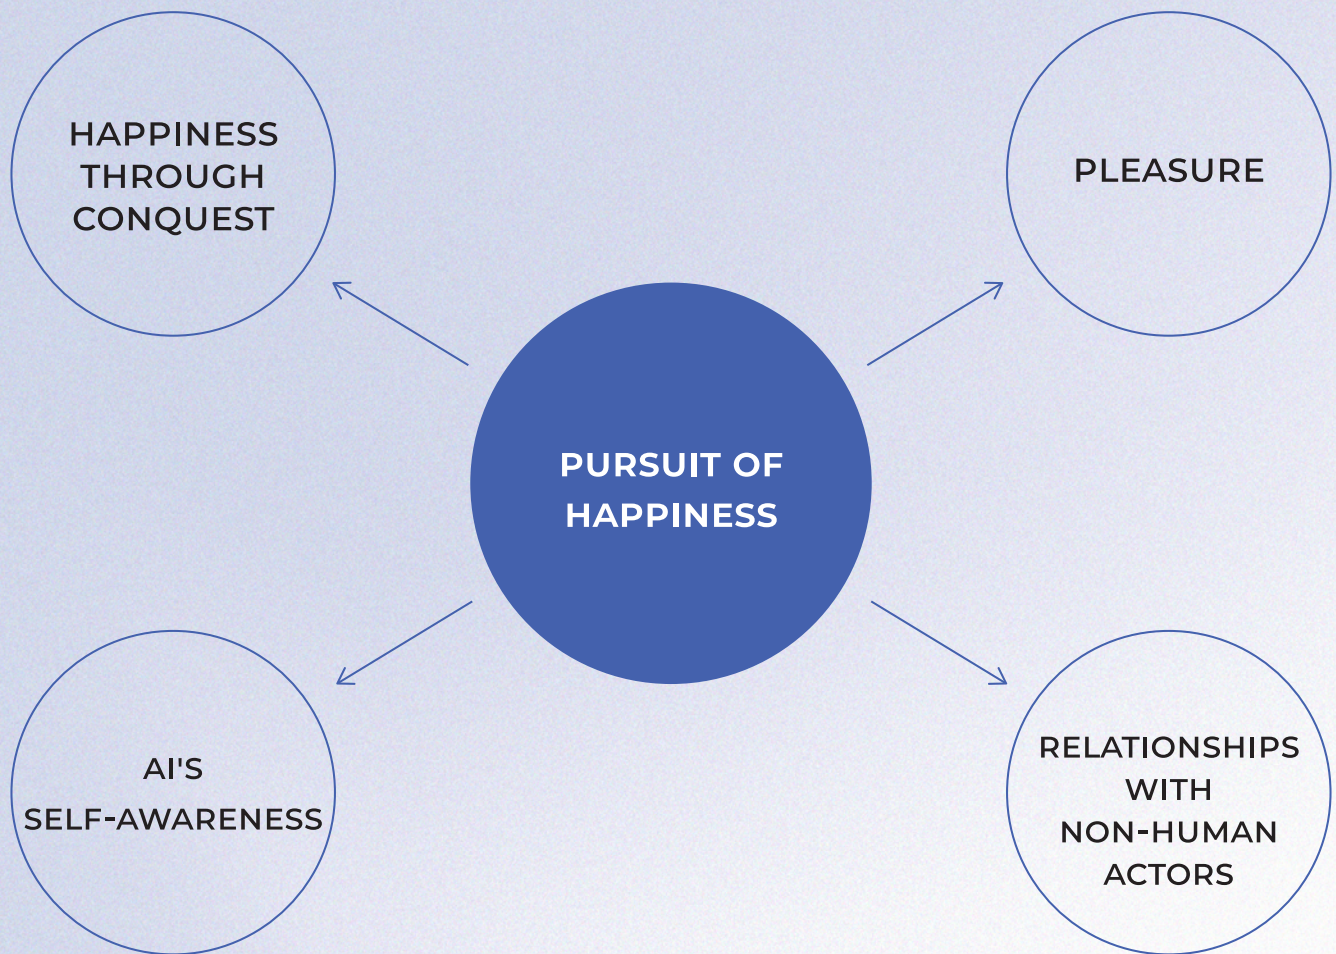 HAPPINESS
THROUGH
CONQUEST
PLEASURE
PURSUIT OF
HAPPINESS
AI'S
SELF-AWARENESS
RELATIONSHIPS
WITH
NON-HUMAN
ACTORS